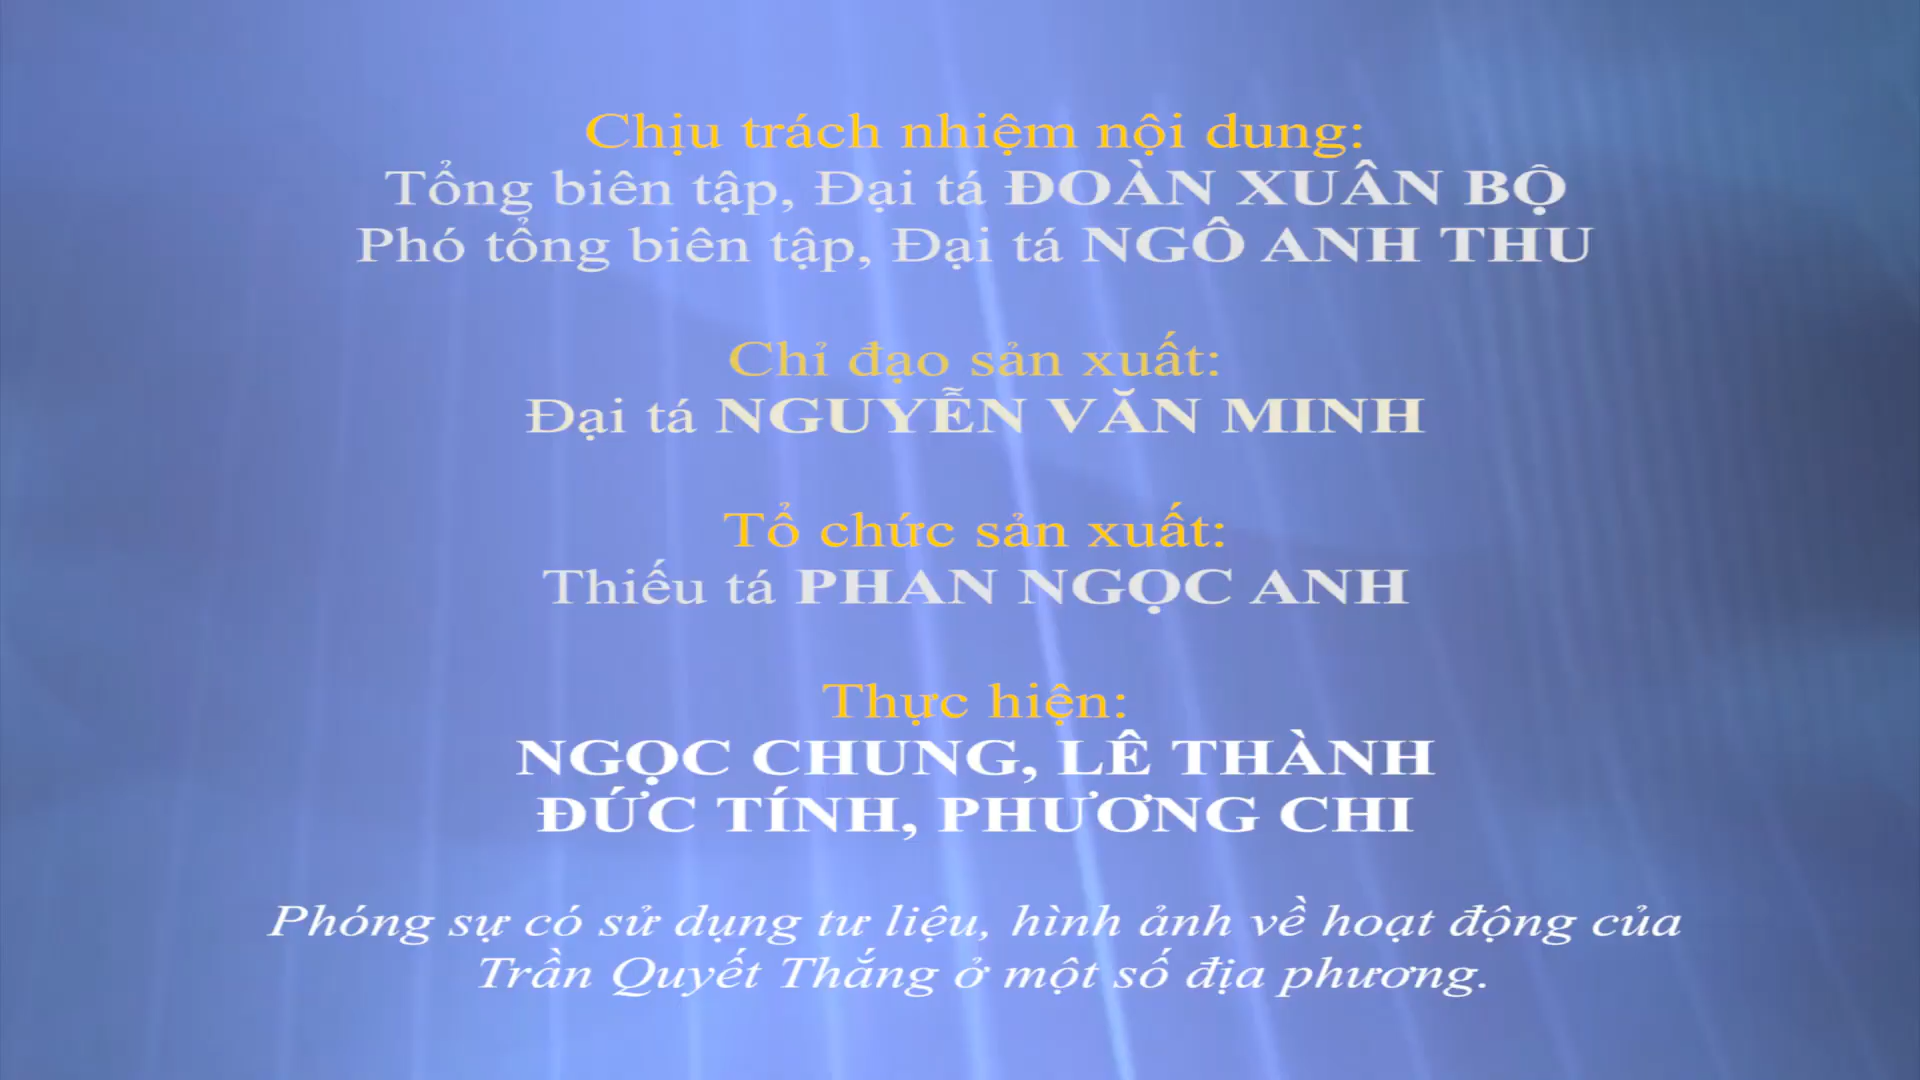 Chịu trách nhiệm nội dung:
Tổng biên tập, Đại tá ĐOÀN XUÂN BỘ
Phó tổng biên tập, Đại tá NGÔ ANH THU
Chỉ đạo sản xuất:
Đại tá NGUYỄN VĂN MINH
Tổ chức sản xuất:
Thiếu tá PHAN NGỌC ANH
Thực hiện:
NGỌC CHUNG, LÊ THÀNH
ĐỨC TÍNH, PHƯƠNG CHI
Phóng sự có sử dụng tư liệu, hình ảnh về hoạt động của
Trần Quyết Thắng ở một số địa phương.